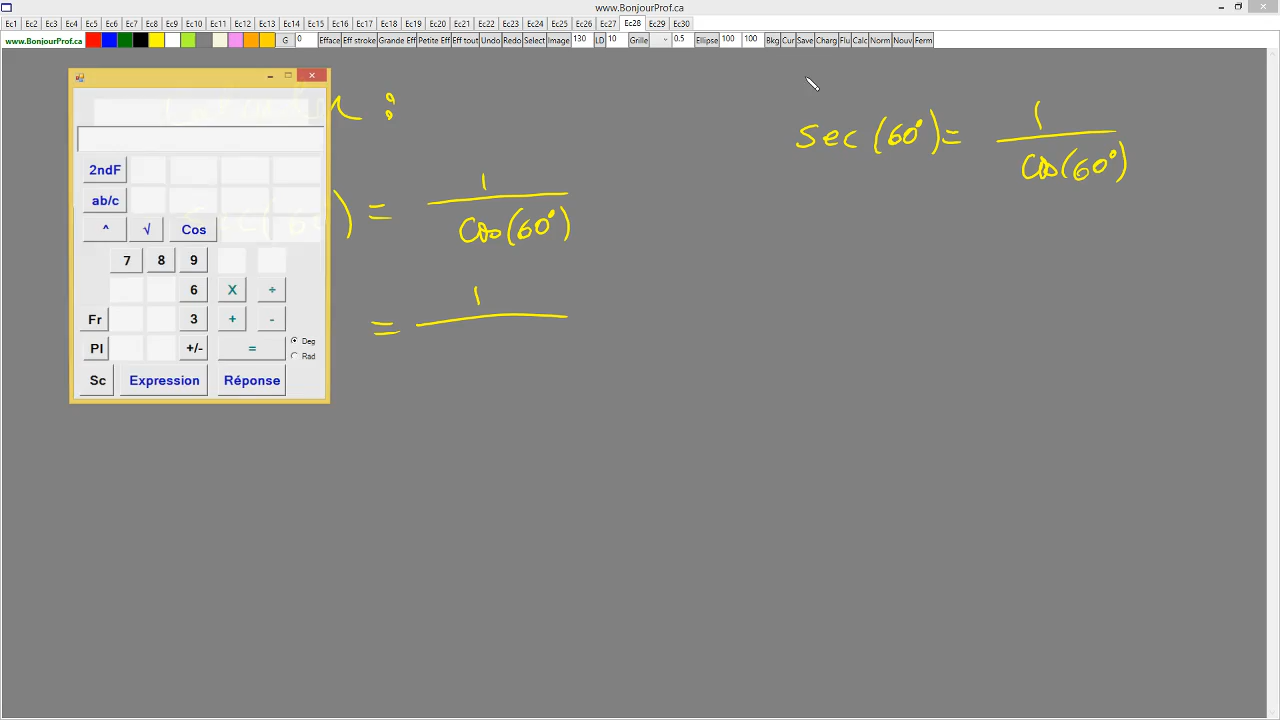 www.BonjourProf.ca
Ec1 Ec2 Ec3 Ec4 Ec5 Ec6 Ec7 Ec8 Ec9 Ec10 Ec11 Ec12 Ec13 Ec14 Ec15 Ec16 Ec17 Ec18 Ec19 Ec20 Ec21 Ec22 Ec23 Ec24 Ec25 Ec26 Ec27 Ec28 Ec29 Ec30
www.BonjourProf.ca G 0 Efface Eff stroke Grande Eff Petite Eff Eff tout Undo Redo Select Image 130 LD 10 Grille 0.5 Ellipse 100 100 Bkg Cur Save Charg Flu Calc Norm Nouv Ferm
2ndF
ab/c
^ √ Cos
7 8 9
6 X ÷
Fr 3 + -
PI +/- = Deg
Rad
Sc Expression Réponse
:
) = 1
Cos(60°)
= 1
Sec (60°) = 1
Cos(60°)